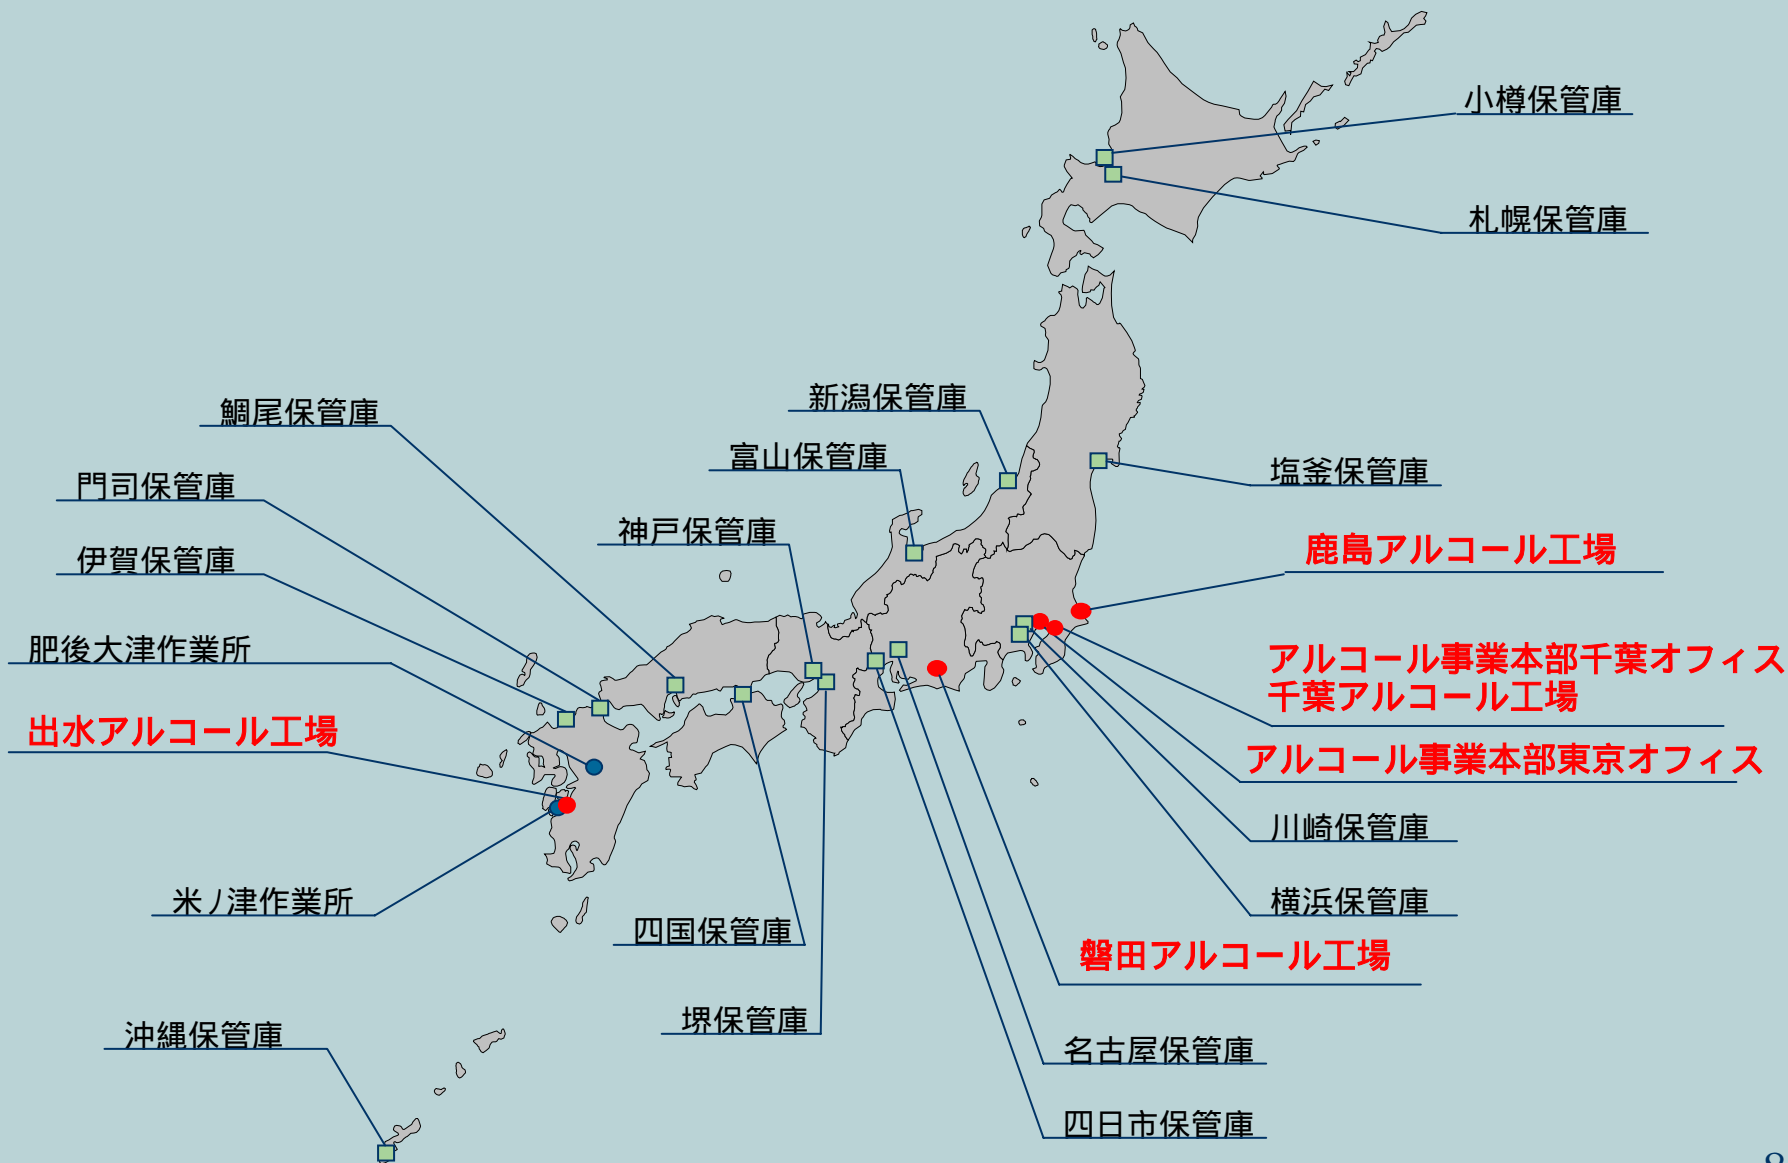 小樽保管庫
札幌保管庫
新潟保管庫
鯛尾保管庫
富山保管庫
塩釜保管庫
門司保管庫
神戸保管庫
鹿島アルコール工場
伊賀保管庫
肥後大津作業所
アルコール事業本部千葉オフィス
千葉アルコール工場
出水アルコール工場
アルコール事業本部東京オフィス
川崎保管庫
米ノ津作業所
横浜保管庫
四国保管庫
磐田アルコール工場
堺保管庫
沖縄保管庫
名古屋保管庫
四日市保管庫